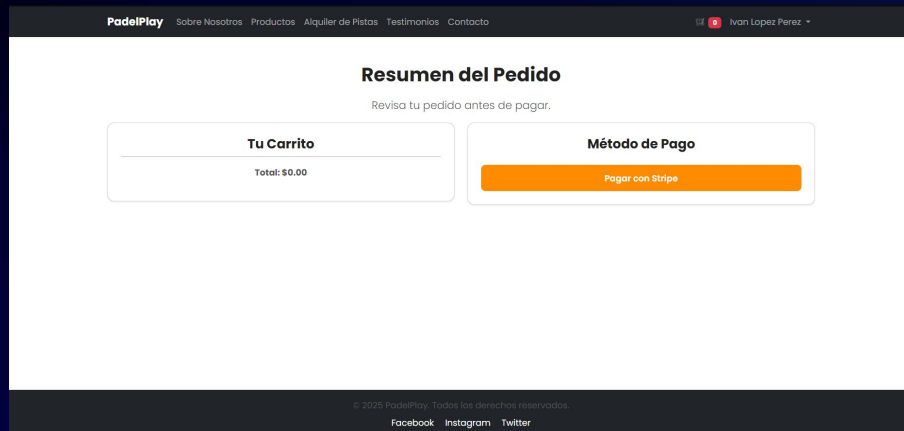 PadelPlay Sobre Nosotros Productos Alquiler de Pistas Testimonios Contacto 0 Ivan Lopez Perez
Resumen del Pedido
Revisa tu pedido antes de pagar.
Tu Carrito
Total: $0.00
Método de Pago
Pagar con Stripe
© 2025 PadelPlay. Todos los derechos reservados.
Facebook Instagram Twitter